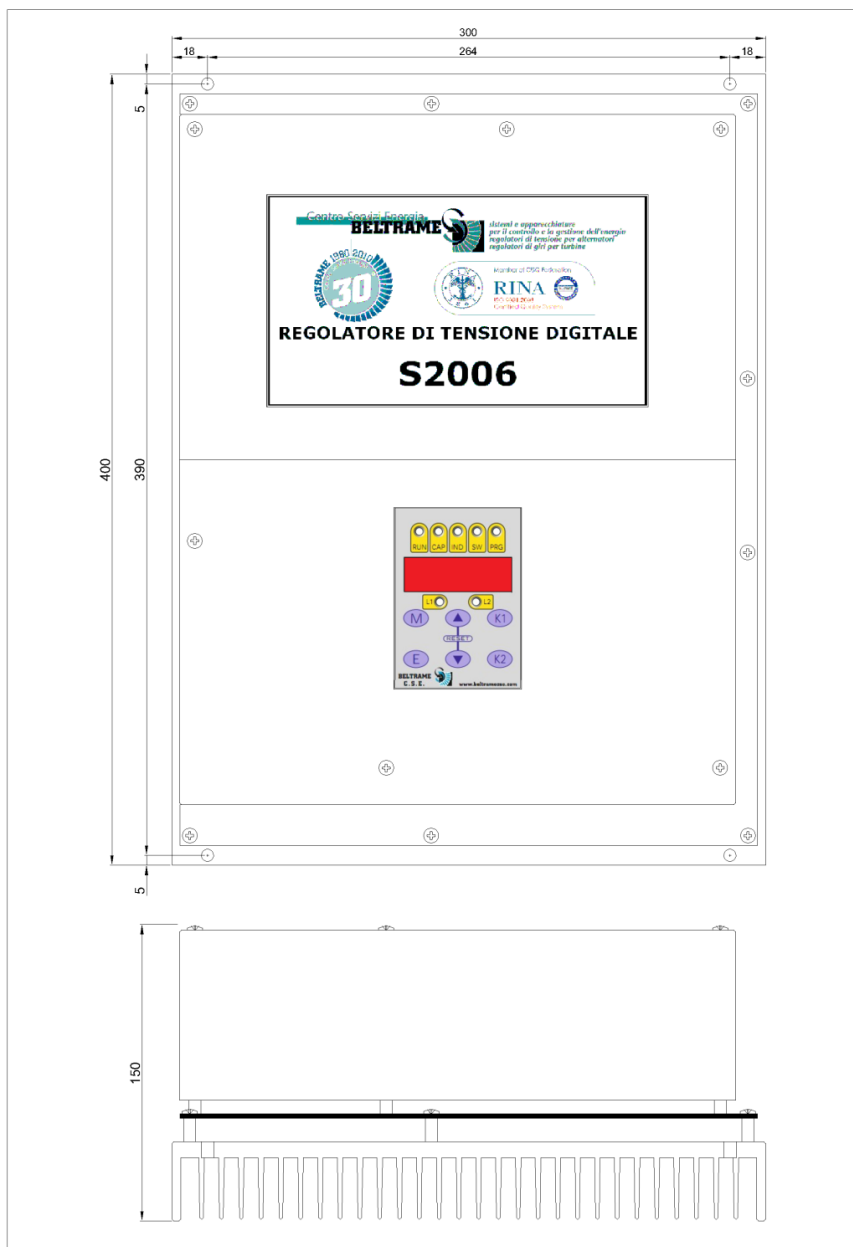 300
18 264 18
5
Centro Servizi Energia
BELTRAME
sistemi e apparecchiature
per il controllo e la gestione dell'energia
regolatori di tensione per alternatori
regolatori di giri per turbine
BELTRAME 1980 2010
30
Member of CISQ Federation
RINA
REGOLATORE DI TENSIONE DIGITALE
S2006
400
390
RUN CAP IND SW PRG
L1 L2
M K1
RESET
E K2
BELTRAME
C.S.E.
www.beltramecse.com
5
150